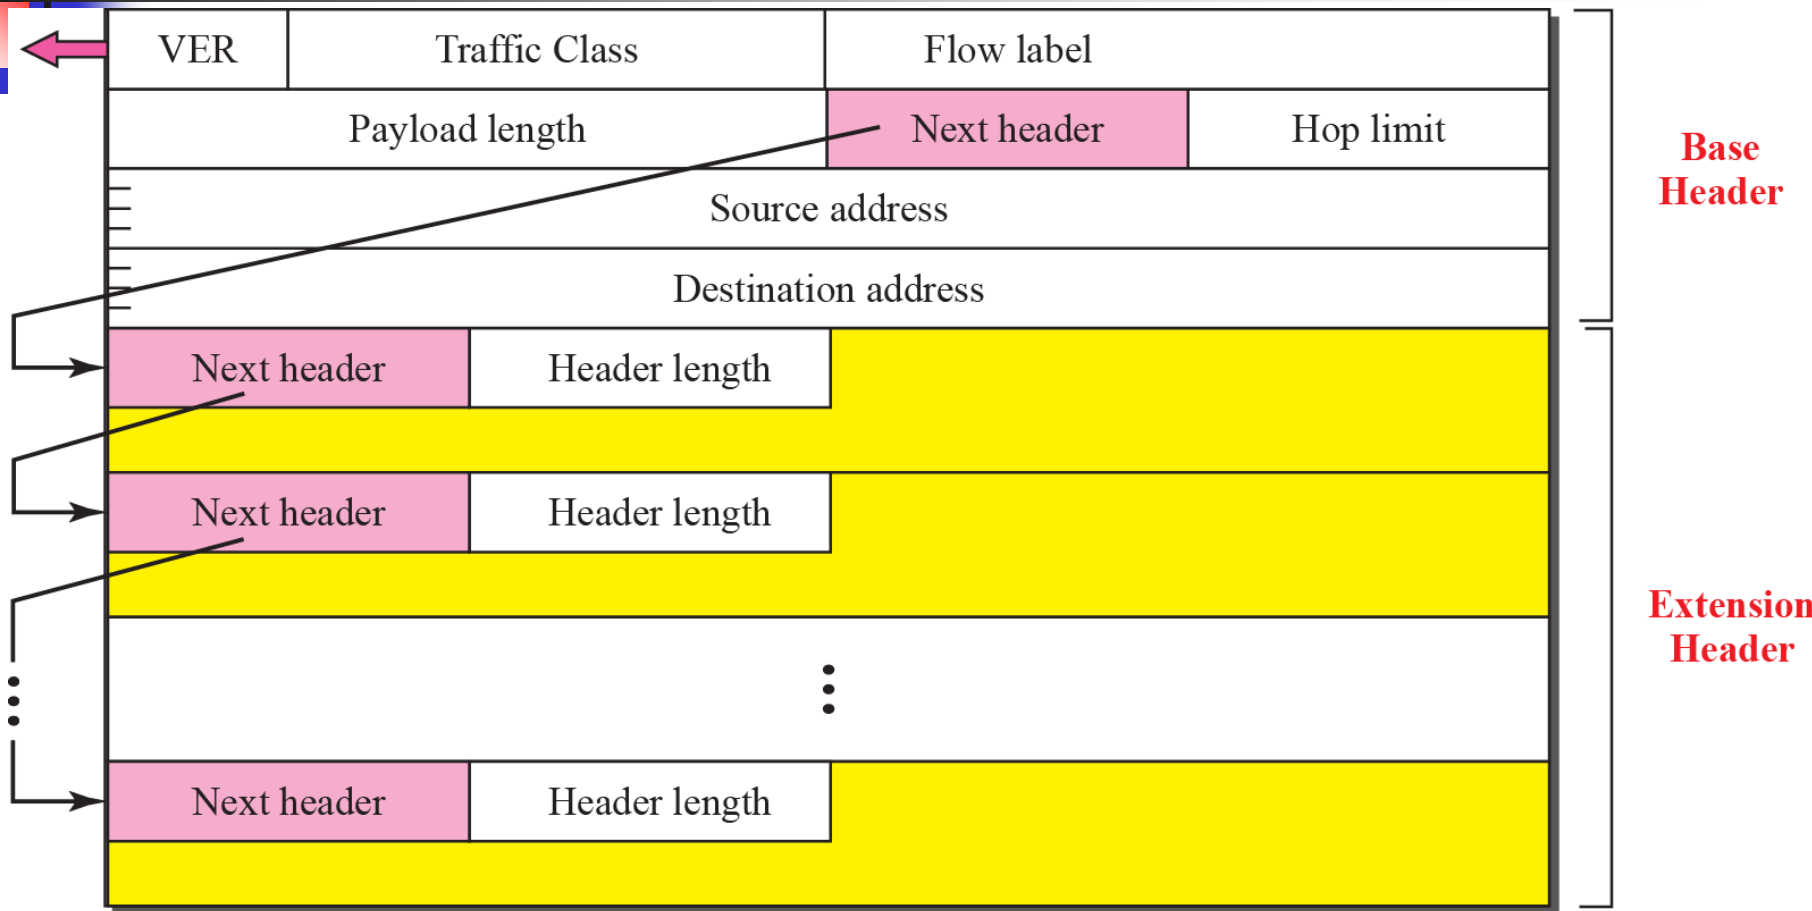 VER Traffic Class Flow label
Payload length Next header Hop limit
Base
Header
Source address
Destination address
Next header Header length
Next header Header length
Extension
Header
Next header Header length